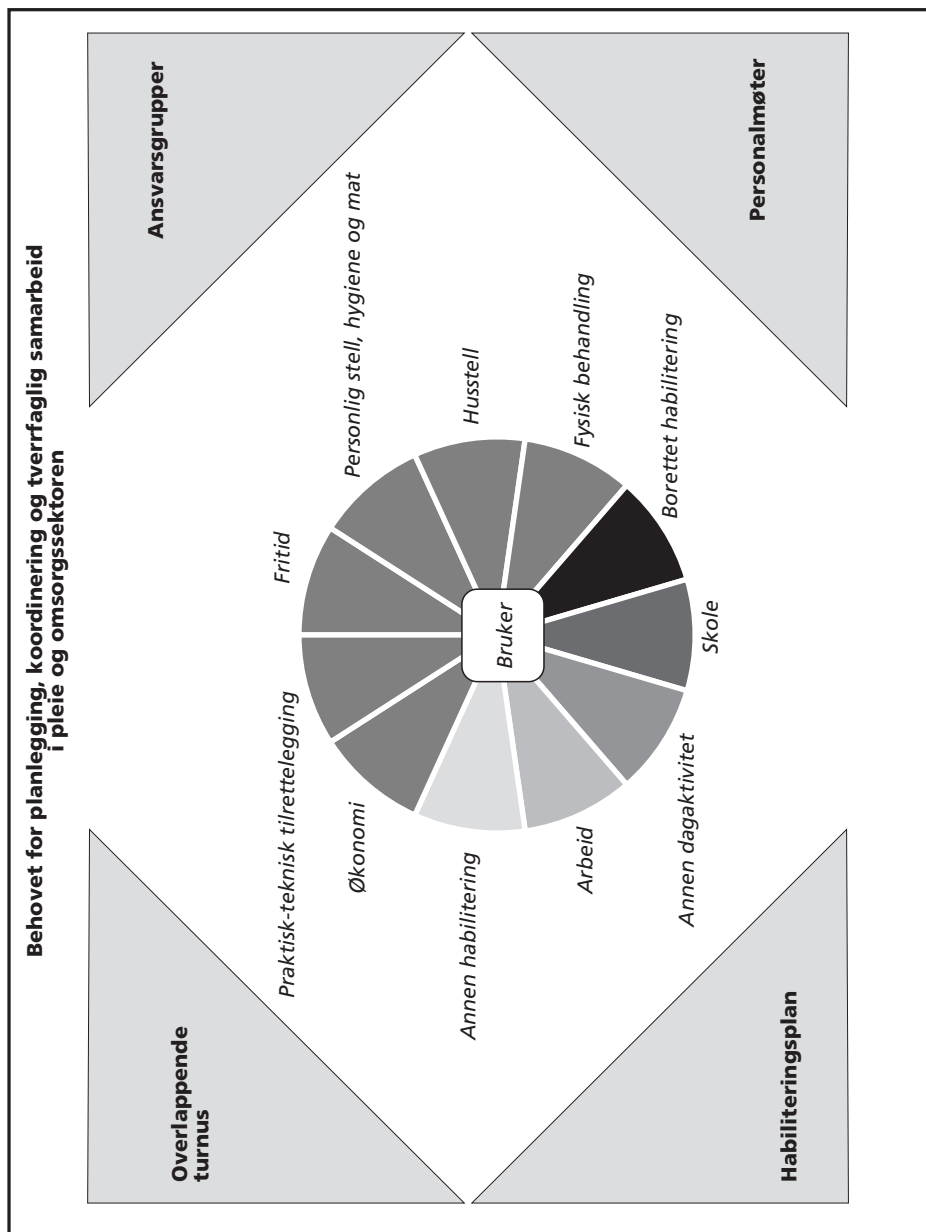 Behovet for planlegging, koordinering og tverrfaglig samarbeid
i pleie og omsorgssektoren
Overlappende
turnus
Ansvarsgrupper
Praktisk-teknisk tilrettelegging
Fritid
Personlig stell, hygiene og mat
Økonomi
Husstell
Annen habilitering
Bruker
Fysisk behandling
Arbeid
Borettet habilitering
Annen dagaktivitet
Skole
Habiliteringsplan
Personalmøter